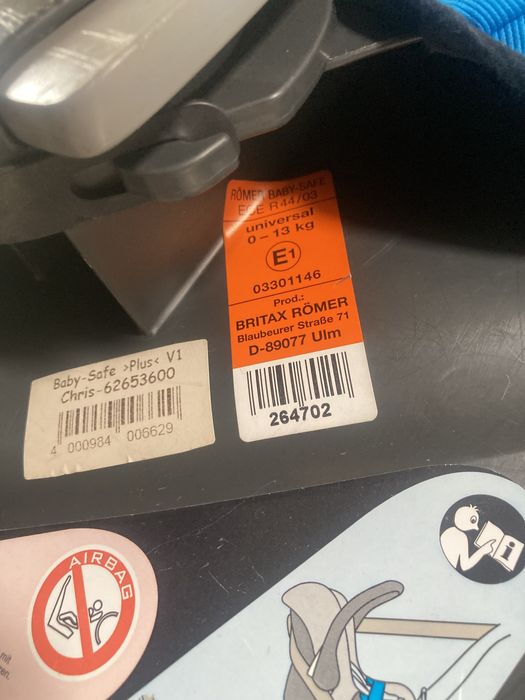 RÖMER BABY-SAFE
ECE R44/03
universal
0 – 13 kg
E1
03301146
Prod.:
BRITAX RÖMER
Blaubeurer Straße 71
D-89077 Ulm
264702
Baby-Safe >Plus< V1
Chris-62653600
4 000984 006629
AIRBAG
i
mit